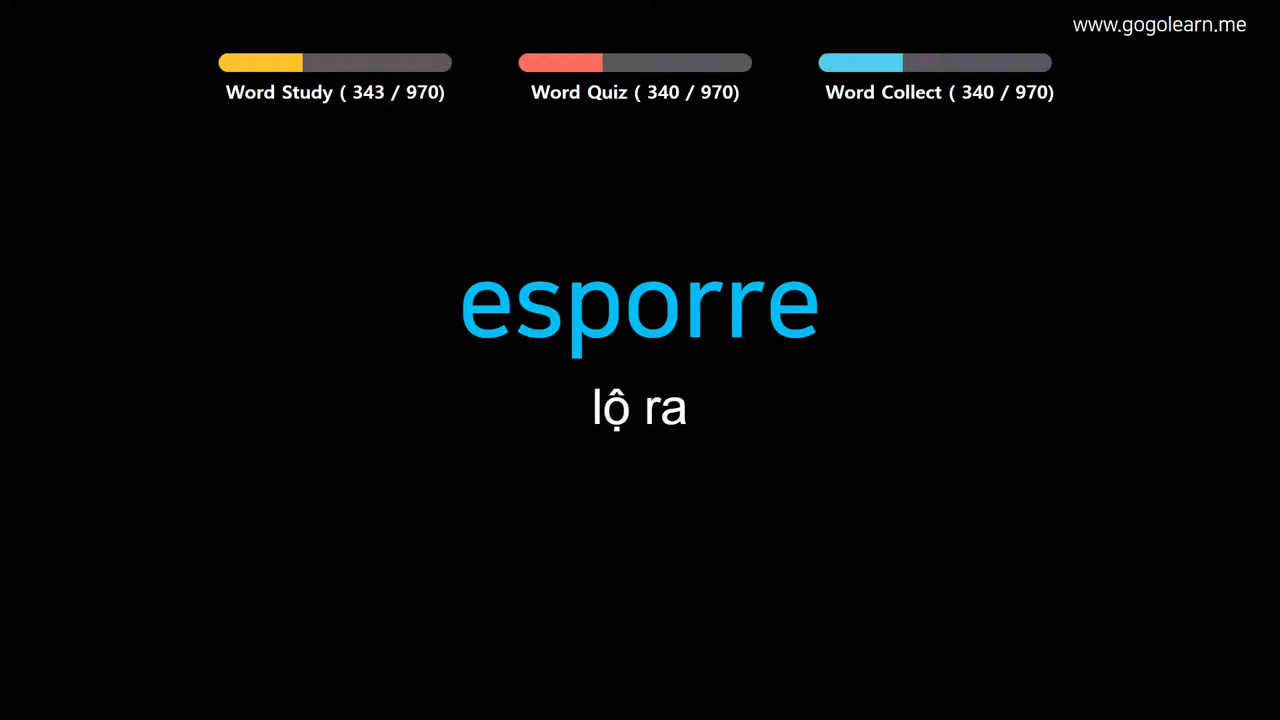 www.gogolearn.me
Word Study ( 343 / 970)
Word Quiz ( 340 / 970)
Word Collect ( 340 / 970)
esporre
lộ ra